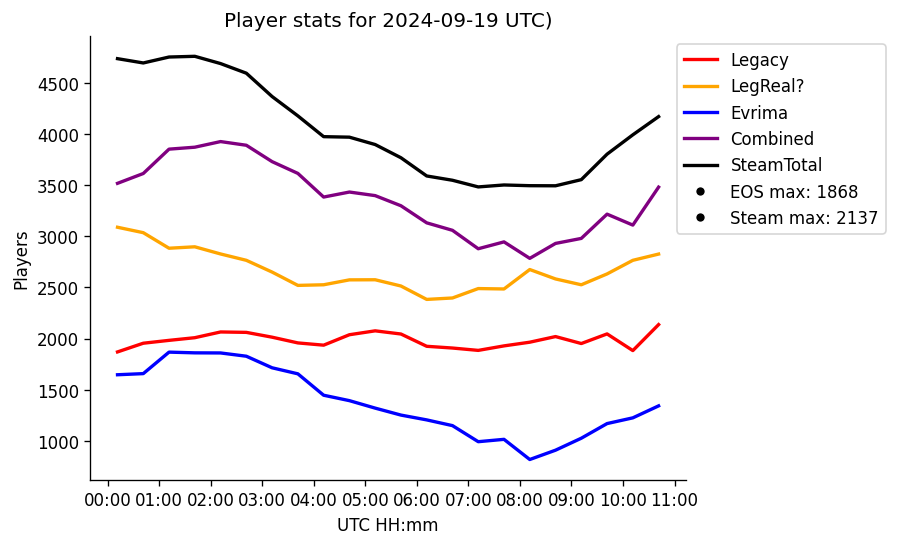 Player stats for 2024-09-19 UTC)
Legacy
LegReal?
Evrima
Combined
SteamTotal
EOS max: 1868
Steam max: 2137
Players
4500
4000
3500
3000
2500
2000
1500
1000
00:00 01:00 02:00 03:00 04:00 05:00 06:00 07:00 08:00 09:00 10:00 11:00
UTC HH:mm